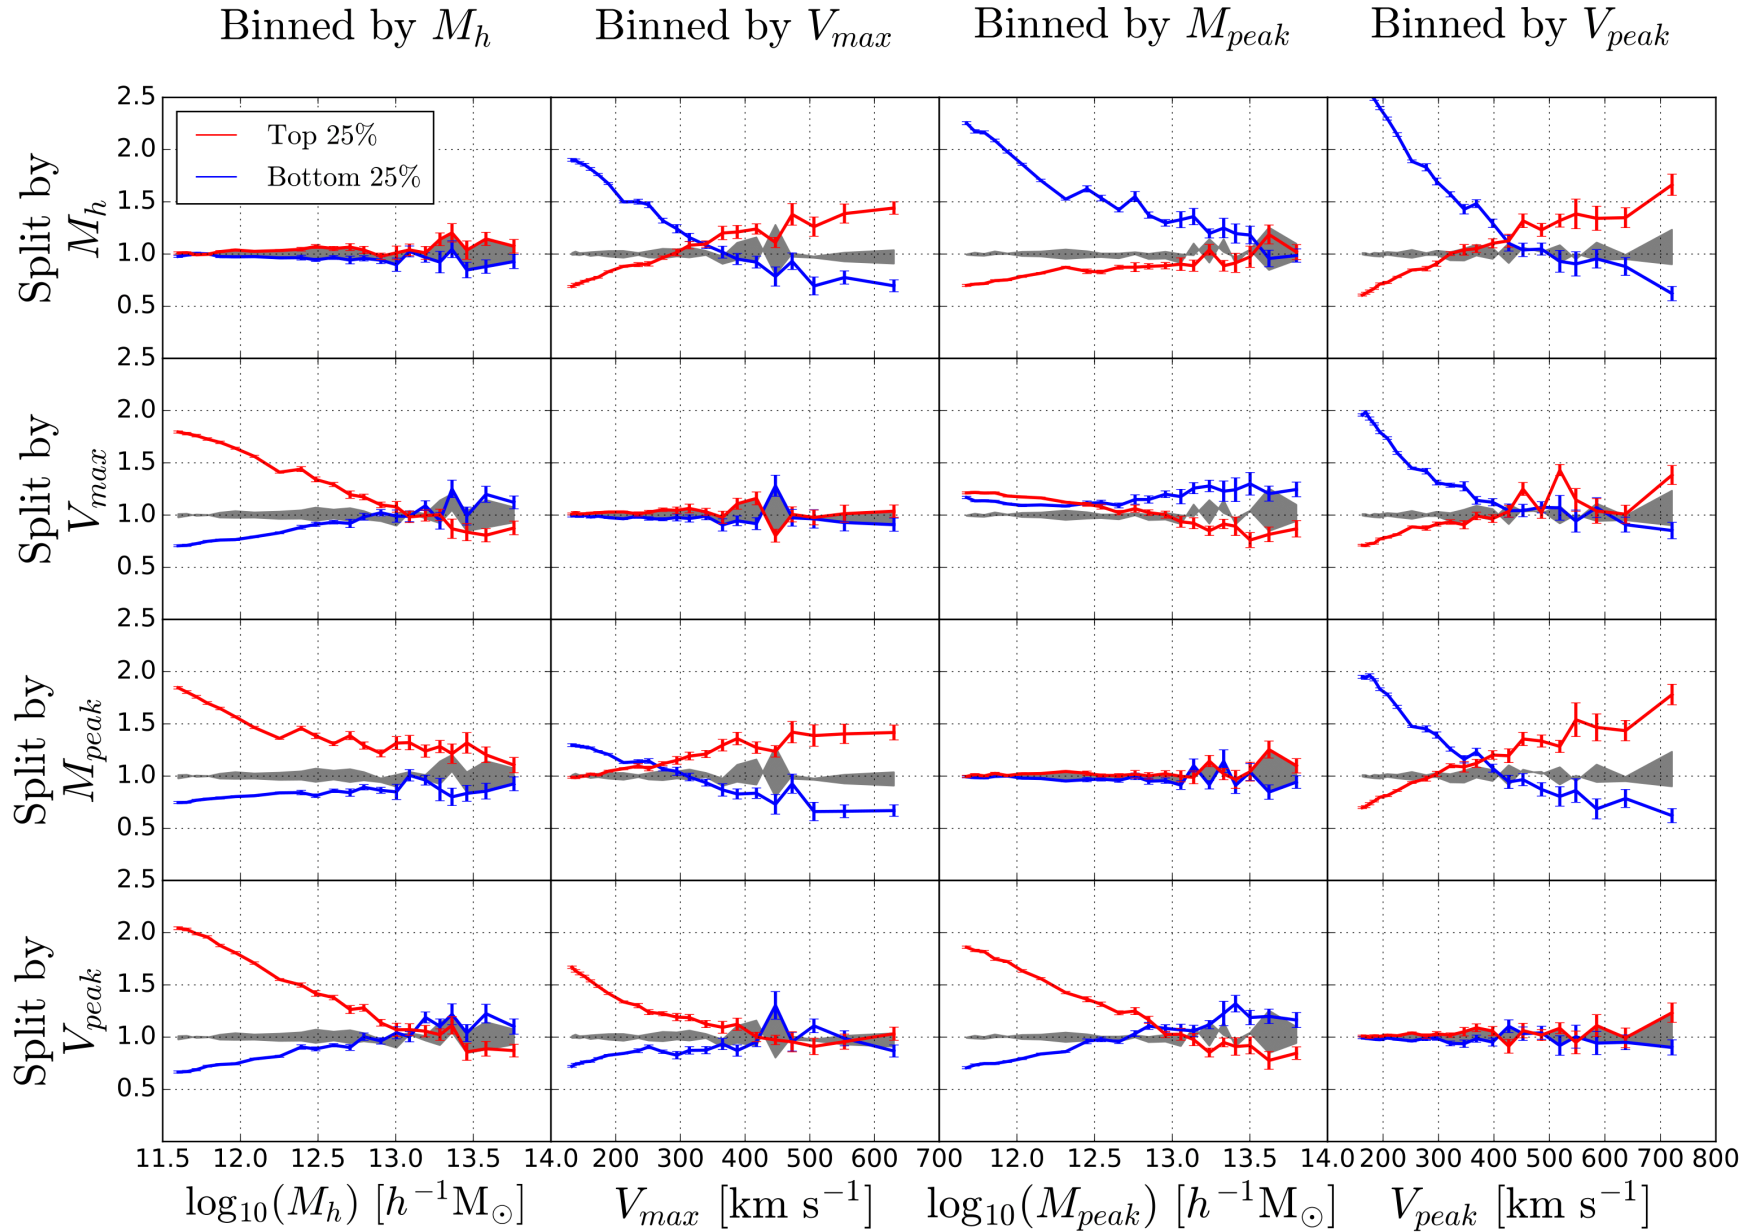 Binned by M_h Binned by V_max Binned by M_peak Binned by V_peak
Top 25%
Bottom 25%
Split by
M_h
2.5
2.0
1.5
1.0
0.5
Split by
V_max
2.5
2.0
1.5
1.0
0.5
Split by
M_peak
2.5
2.0
1.5
1.0
0.5
Split by
V_peak
2.5
2.0
1.5
1.0
0.5
11.5 12.0 12.5 13.0 13.5 14.0 200 300 400 500 600 700 12.0 12.5 13.0 13.5 14.0 200 300 400 500 600 700 800
log₁₀(M_h) [h⁻¹M☉] V_max [km s⁻¹] log₁₀(M_peak) [h⁻¹M☉] V_peak [km s⁻¹]